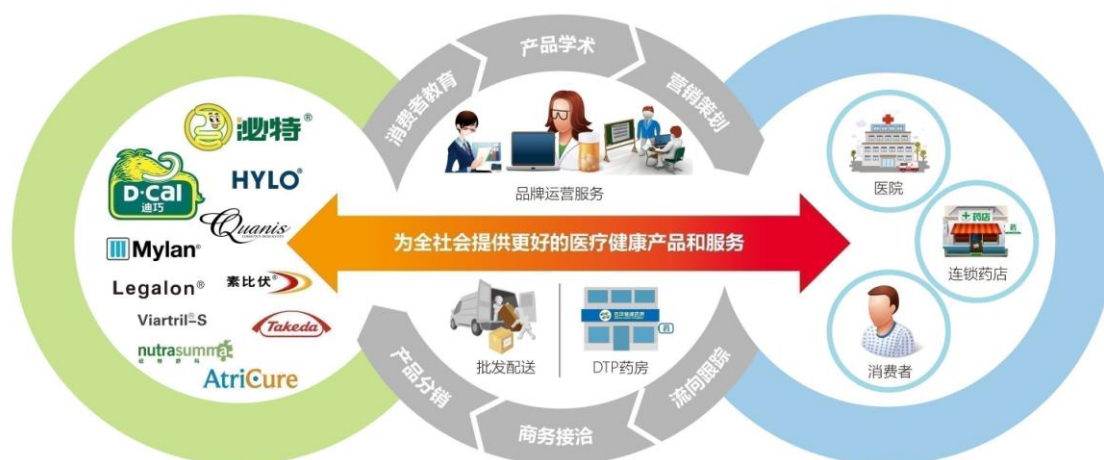 泌特®
D-Cal
迪巧
HYLO®
Quanis
Mylan®
Legalon®
素比伏®
Viartril®-S
Takeda
nutrasumma
AtriCure
消费者教育
产品学术
营销策划
品牌运营服务
为全社会提供更好的医疗健康产品和服务
批发配送
DTP药房
药
产品分销
商务接洽
流向跟踪
医院
药店
药
连锁药店
消费者